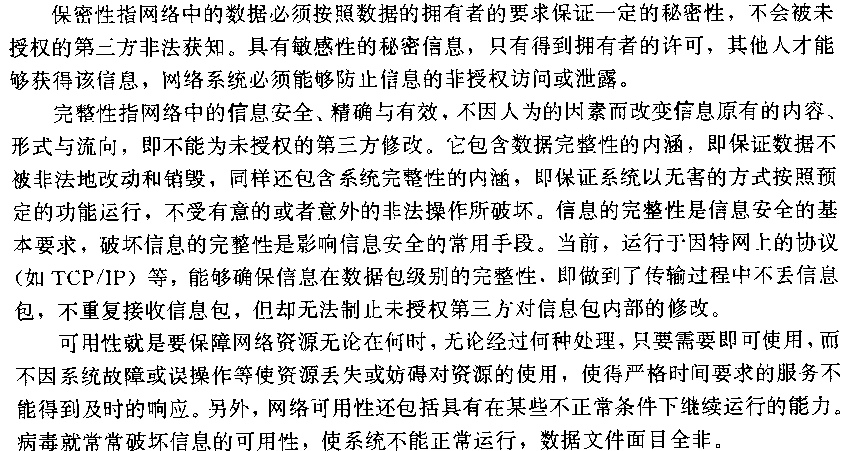 保密性指网络中的数据必须按照数据的拥有者的要求保证一定的秘密性，不会被未
授权的第三方非法获知。具有敏感性的秘密信息，只有得到拥有者的许可，其他人才能
够获得该信息，网络系统必须能够防止信息的非授权访问或泄露。
完整性指网络中的信息安全、精确与有效，不因人为的因素而改变信息原有的内容、
形式与流向，即不能为未授权的第三方修改。它包含数据完整性的内涵，即保证数据不
被非法地改动和销毁，同样还包含系统完整性的内涵，即保证系统以无害的方式按照预
定的功能运行，不受有意的或者意外的非法操作所破坏。信息的完整性是信息安全的基
本要求，破坏信息的完整性是影响信息安全的常用手段。当前，运行于因特网上的协议
（如 TCP/IP）等，能够确保信息在数据包级别的完整性，即做到了传输过程中不丢信息
包，不重复接收信息包，但却无法制止未授权第三方对信息包内部的修改。
可用性就是要保障网络资源无论在何时，无论经过何种处理，只要需要即可使用，而
不因系统故障或误操作等使资源丢失或妨碍对资源的使用，使得严格时间要求的服务不
能得到及时的响应。另外，网络可用性还包括具有在某些不正常条件下继续运行的能力。
病毒就常常破坏信息的可用性，使系统不能正常运行，数据文件面目全非。